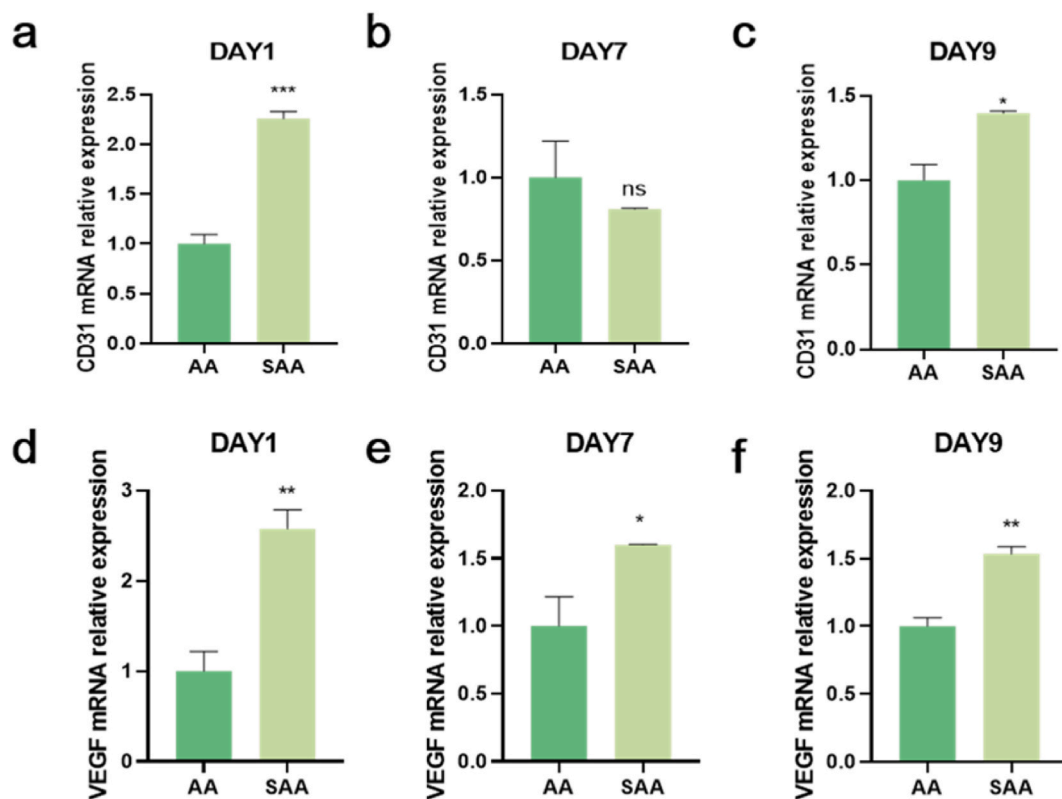 a
DAY1
CD31 mRNA relative expression
2.5
2.0
1.5
1.0
0.5
0.0
***
AA SAA
b
DAY7
CD31 mRNA relative expression
1.5
1.0
0.5
0.0
ns
AA SAA
c
DAY9
CD31 mRNA relative expression
1.5
1.0
0.5
0.0
*
AA SAA
d
DAY1
VEGF mRNA relative expression
3
2
1
0
**
AA SAA
e
DAY7
VEGF mRNA relative expression
2.0
1.5
1.0
0.5
0.0
*
AA SAA
f
DAY9
VEGF mRNA relative expression
2.0
1.5
1.0
0.5
0.0
**
AA SAA